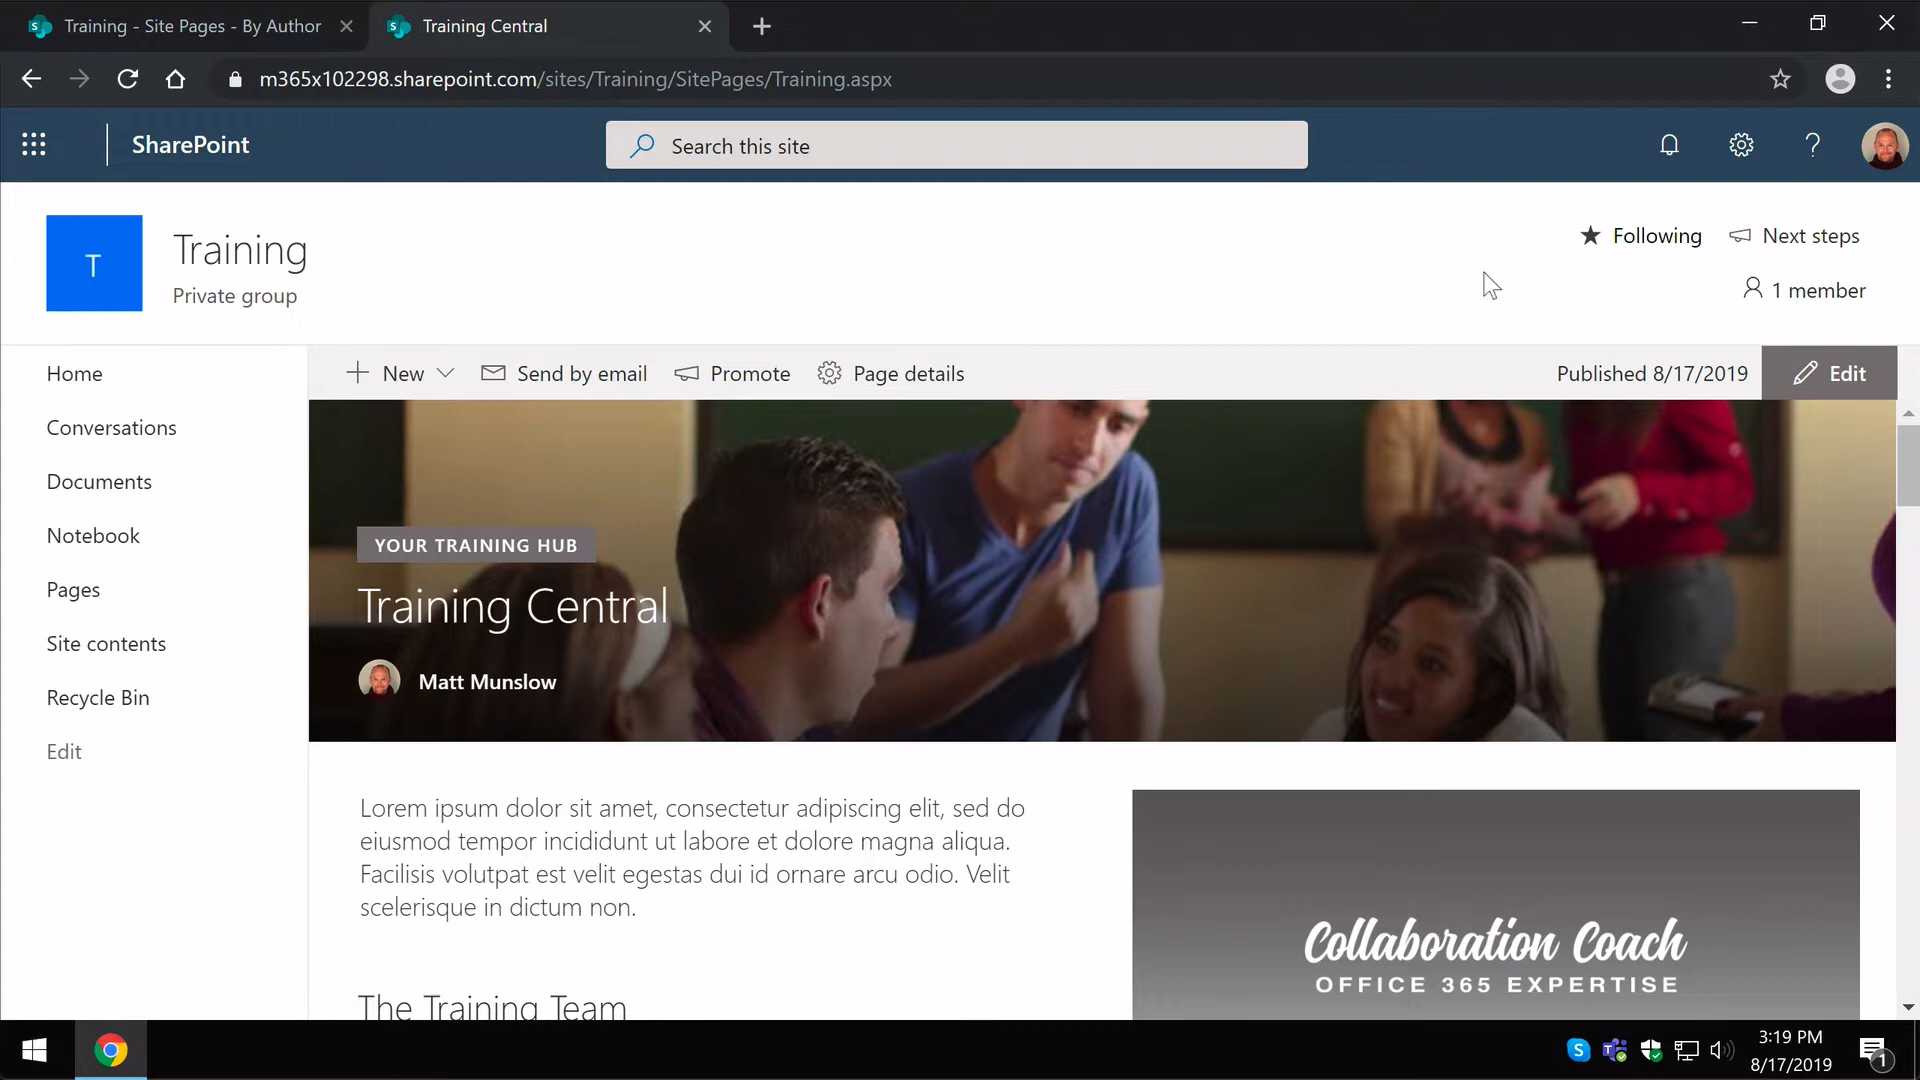 Training - Site Pages - By Author
Training Central
m365x102298.sharepoint.com/sites/Training/SitePages/Training.aspx
SharePoint
Search this site
T
Training
Private group
Following
Next steps
1 member
Home
Conversations
Documents
Notebook
Pages
Site contents
Recycle Bin
Edit
New
Send by email
Promote
Page details
Published 8/17/2019
Edit
YOUR TRAINING HUB
Training Central
Matt Munslow
Lorem ipsum dolor sit amet, consectetur adipiscing elit, sed do
eiusmod tempor incididunt ut labore et dolore magna aliqua.
Facilisis volutpat est velit egestas dui id ornare arcu odio. Velit
scelerisque in dictum non.
The Training Team
Collaboration Coach
OFFICE 365 EXPERTISE
3:19 PM
8/17/2019
1